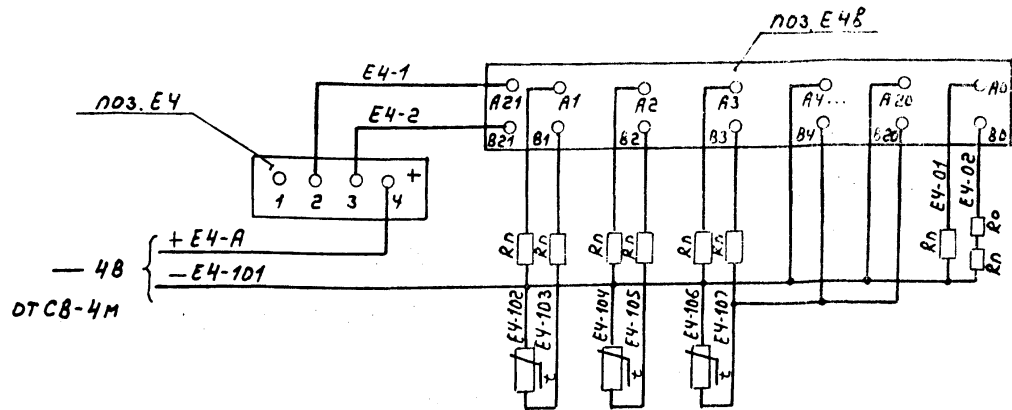 поз. Е4В
Е4-1
поз. Е4
Е4-2
А21 А1 А2 А3 А4... А20 А0
В21 В1 В2 В3 В4 В20 В0
+
1 2 3 4
Е4-01
Е4-02
Rо
Rп Rп Rп Rп Rп Rп Rп Rп
+ Е4-А
— 4В
— Е4-101
от СВ-4м
Е4-102
Е4-103
Е4-104
Е4-105
Е4-106
Е4-107
t t t